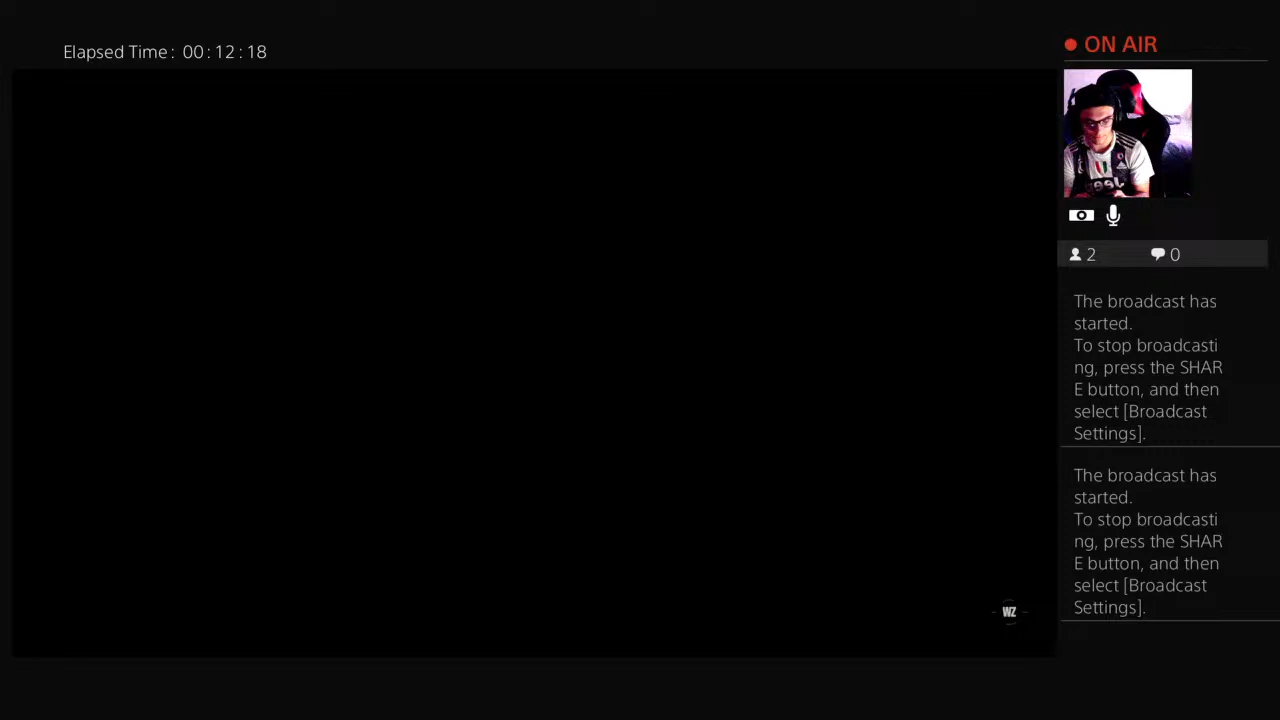 Elapsed Time: 00:12:18
ON AIR
2
0
The broadcast has
started.
To stop broadcasti
ng, press the SHAR
E button, and then
select [Broadcast
Settings].
The broadcast has
started.
To stop broadcasti
ng, press the SHAR
E button, and then
select [Broadcast
Settings].
WZ